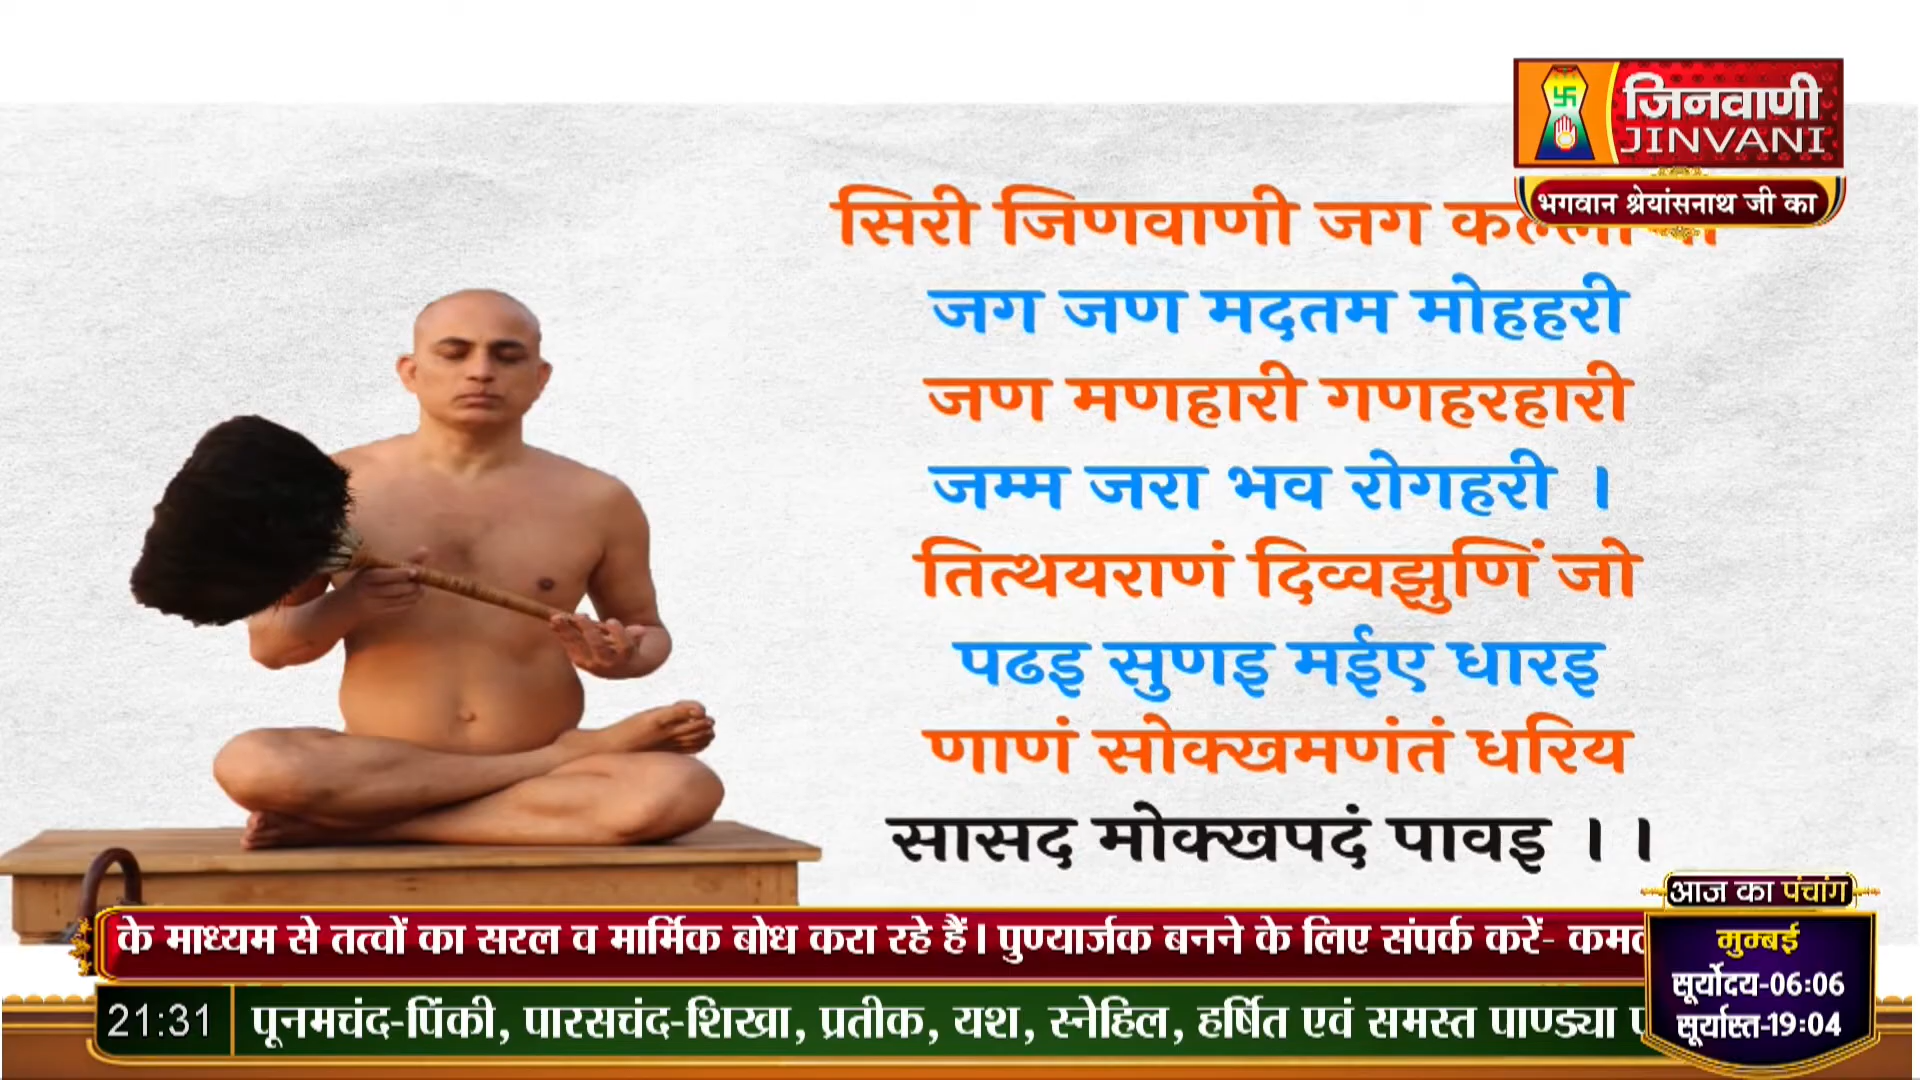 जिनवाणी
JINVANI
भगवान श्रेयांसनाथ जी का
सिरी जिणवाणी जग
जग जण मदतम मोहहरी
जण मणहारी गणहरहारी
जम्म जरा भव रोगहरी ।
तित्थयराणं दिव्वझुणिं जो
पढइ सुणइ मईए धारइ
णाणं सोक्खमणंतं धरिय
सासद मोक्खपदं पावइ ।।
आज का पंचांग
मुम्बई
सूर्योदय-06:06
सूर्यास्त-19:04
के माध्यम से तत्वों का सरल व मार्मिक बोध करा रहे हैं। पुण्यार्जक बनने के लिए संपर्क करें-
21:31 पूनमचंद-पिंकी, पारसचंद-शिखा, प्रतीक, यश, स्नेहिल, हर्षित एवं समस्त पाण्ड्या